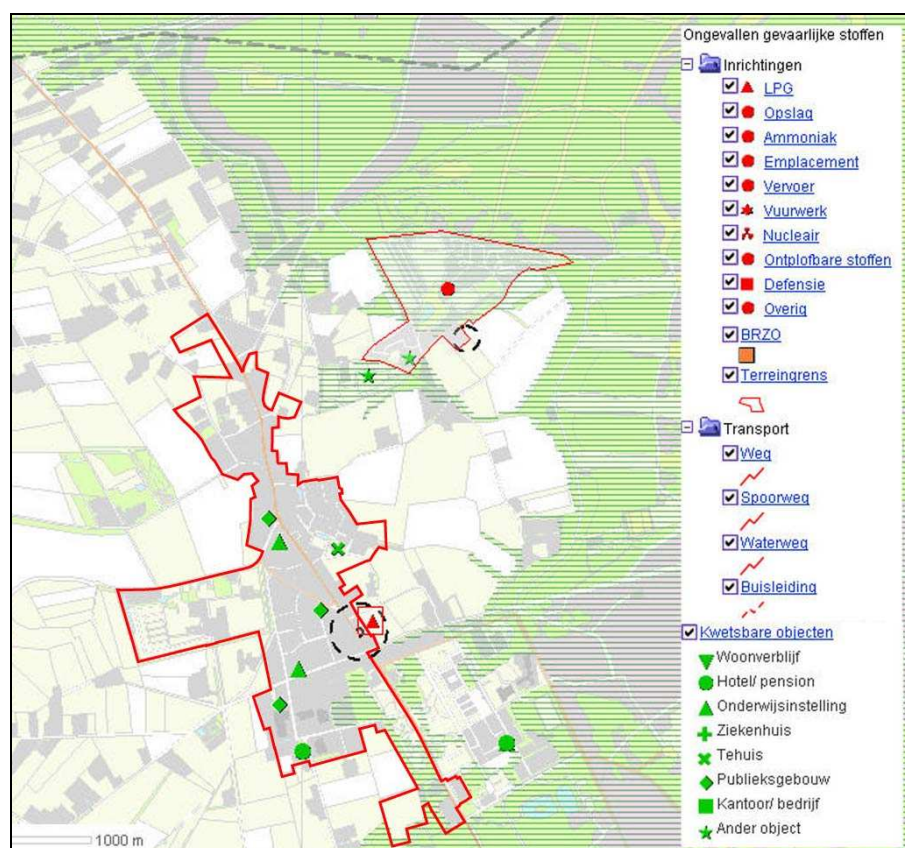 Ongevallen gevaarlijke stoffen
Inrichtingen
LPG
Opslag
Ammoniak
Emplacement
Vervoer
Vuurwerk
Nucleair
Ontplofbare stoffen
Defensie
Overig
BRZO
Terreingrens
Transport
Weg
Spoorweg
Waterweg
Buisleiding
Kwetsbare objecten
Woonverblijf
Hotel/ pension
Onderwijsinstelling
Ziekenhuis
Tehuis
Publieksgebouw
Kantoor/ bedrijf
Ander object
1000 m